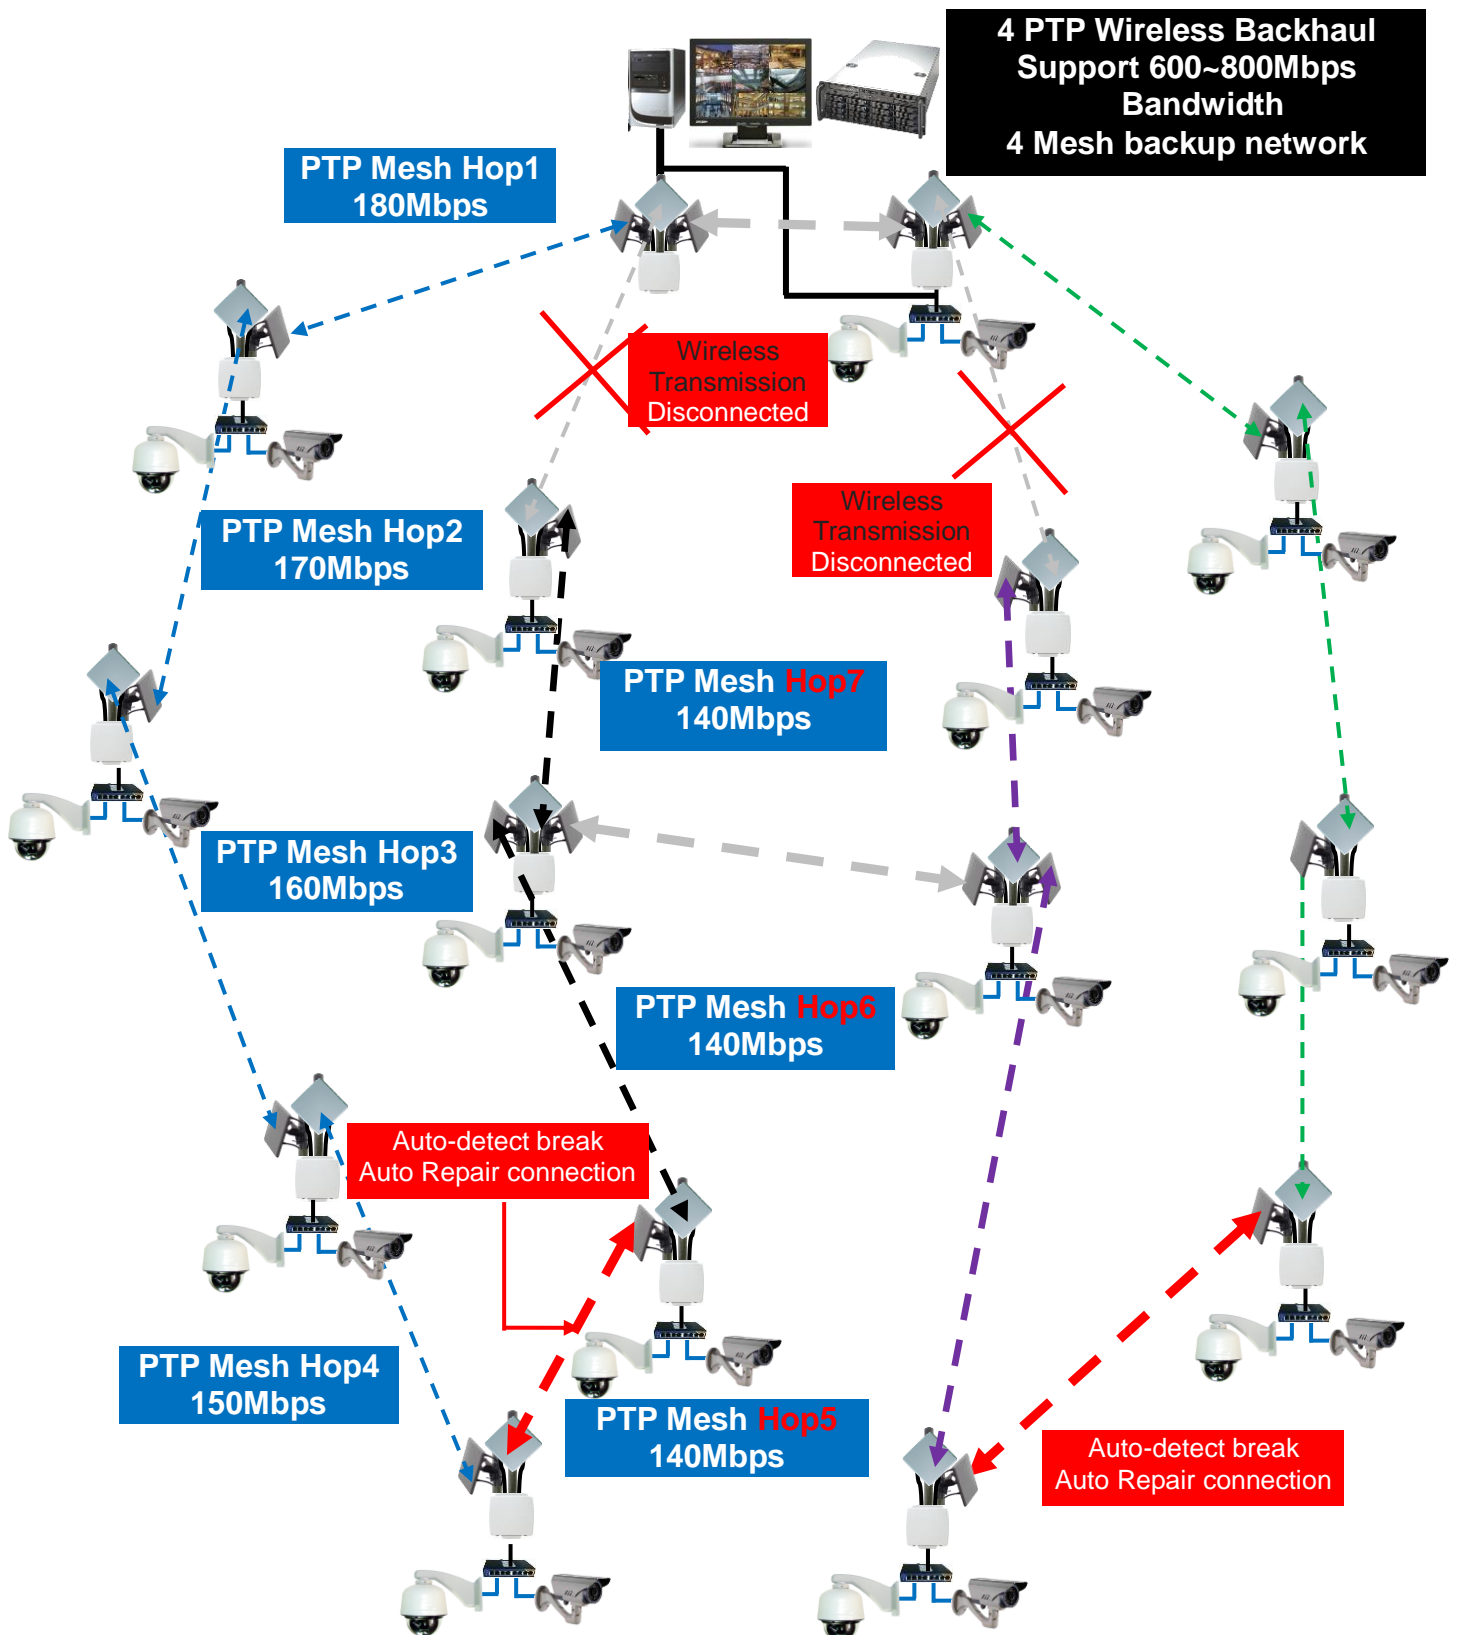 4 PTP Wireless Backhaul
Support 600~800Mbps
Bandwidth
4 Mesh backup network
PTP Mesh Hop1
180Mbps
Wireless
Transmission
Disconnected
Wireless
Transmission
Disconnected
PTP Mesh Hop2
170Mbps
PTP Mesh Hop7
140Mbps
PTP Mesh Hop3
160Mbps
PTP Mesh Hop6
140Mbps
Auto-detect break
Auto Repair connection
PTP Mesh Hop4
150Mbps
PTP Mesh Hop5
140Mbps
Auto-detect break
Auto Repair connection